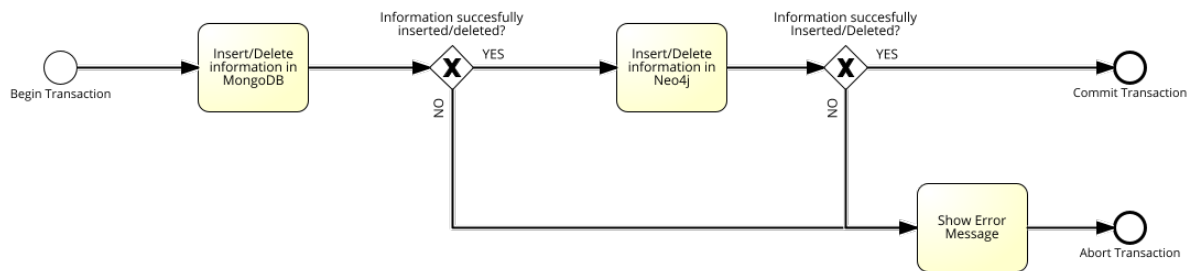 Begin Transaction
Insert/Delete
information in
MongoDB
Information succesfully
inserted/deleted?
YES
NO
Insert/Delete
information in
Neo4j
Information succesfully
Inserted/Deleted?
YES
NO
Commit Transaction
Show Error
Message
Abort Transaction